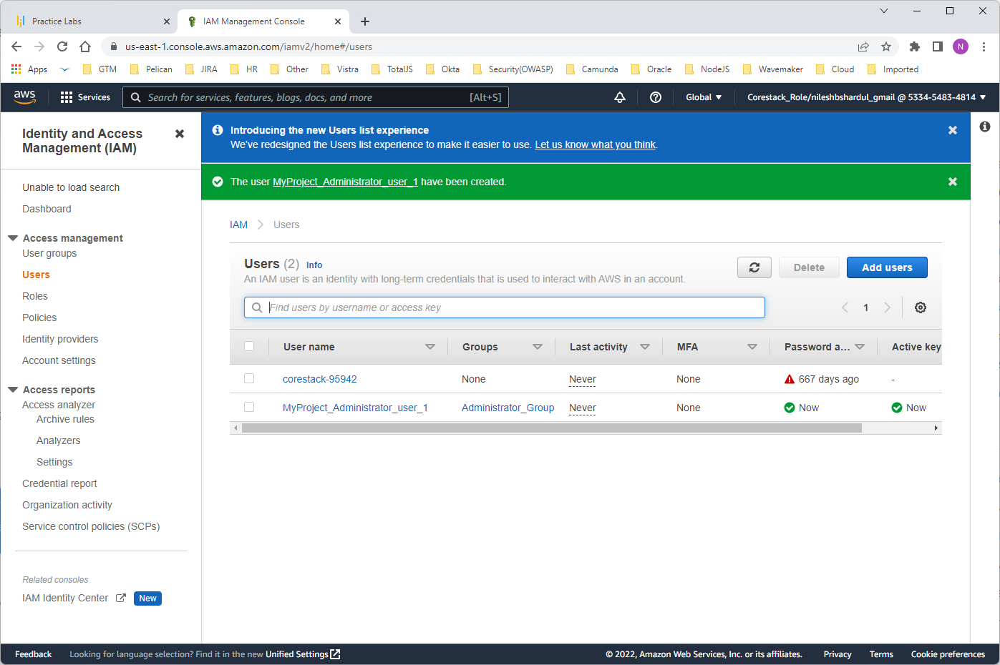 Practice Labs
IAM Management Console
us-east-1.console.aws.amazon.com/iamv2/home#/users
N
Apps
GTM
Pelican
JIRA
HR
Other
Vistra
TotalJS
Okta
Security(OWASP)
Camunda
Oracle
NodeJS
Wavemaker
Cloud
Imported
aws
Services
Search for services, features, blogs, docs, and more
[Alt+S]
Global
Corestack_Role/nileshbshardul_gmail @ 5334-5483-4814
Identity and Access
Management (IAM)
Unable to load search
Dashboard
Access management
User groups
Users
Roles
Policies
Identity providers
Account settings
Access reports
Access analyzer
Archive rules
Analyzers
Settings
Credential report
Organization activity
Service control policies (SCPs)
Related consoles
IAM Identity Center
New
Introducing the new Users list experience
We've redesigned the Users list experience to make it easier to use. Let us know what you think.
The user MyProject_Administrator_user_1 have been created.
IAM
Users
Users (2) Info
An IAM user is an identity with long-term credentials that is used to interact with AWS in an account.
Delete
Add users
Find users by username or access key
1
User name
Groups
Last activity
MFA
Password a...
Active key
corestack-95942
None
Never
None
667 days ago
-
MyProject_Administrator_user_1
Administrator_Group
Never
None
Now
Now
Feedback
Looking for language selection? Find it in the new Unified Settings
© 2022, Amazon Web Services, Inc. or its affiliates.
Privacy
Terms
Cookie preferences